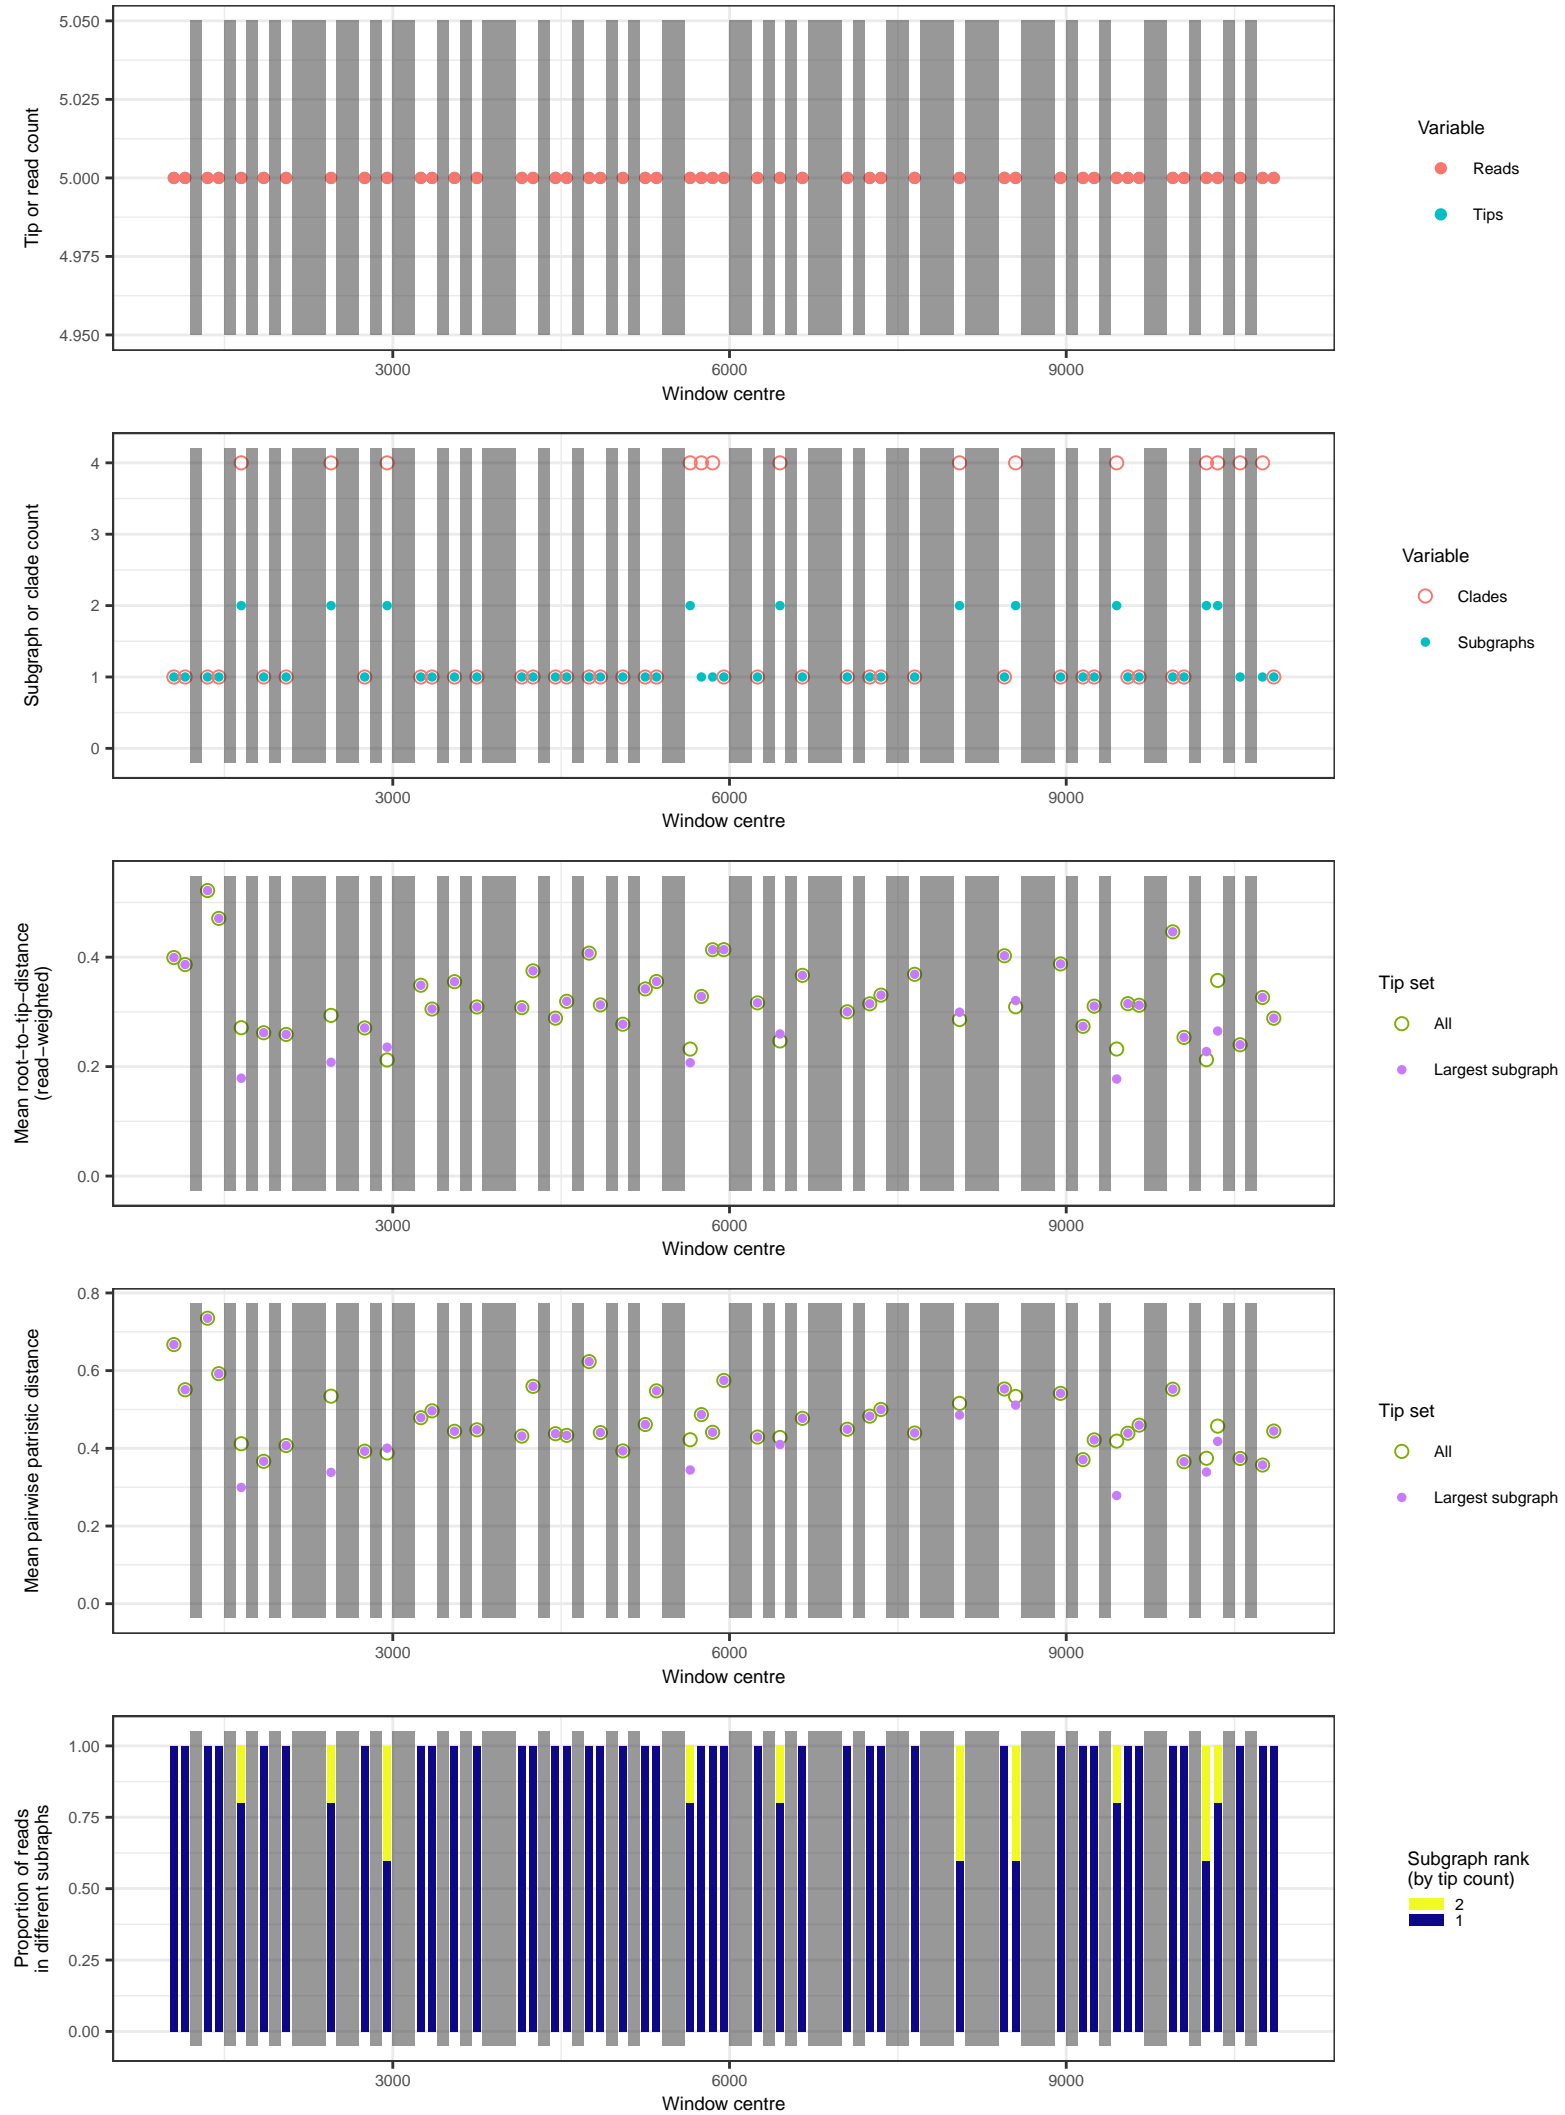 5.050
5.025
5.000
4.975
4.950
Tip or read count
3000
6000
9000
Window centre
Variable
Reads
Tips
4
3
2
1
0
Subgraph or clade count
3000
6000
9000
Window centre
Variable
Clades
Subgraphs
0.4
0.2
0.0
Mean root−to−tip−distance
(read−weighted)
3000
6000
9000
Window centre
Tip set
All
Largest subgraph
0.8
0.6
0.4
0.2
0.0
Mean pairwise patristic distance
3000
6000
9000
Window centre
Tip set
All
Largest subgraph
1.00
0.75
0.50
0.25
0.00
Proportion of reads
in different subraphs
3000
6000
9000
Window centre
Subgraph rank
(by tip count)
2
1